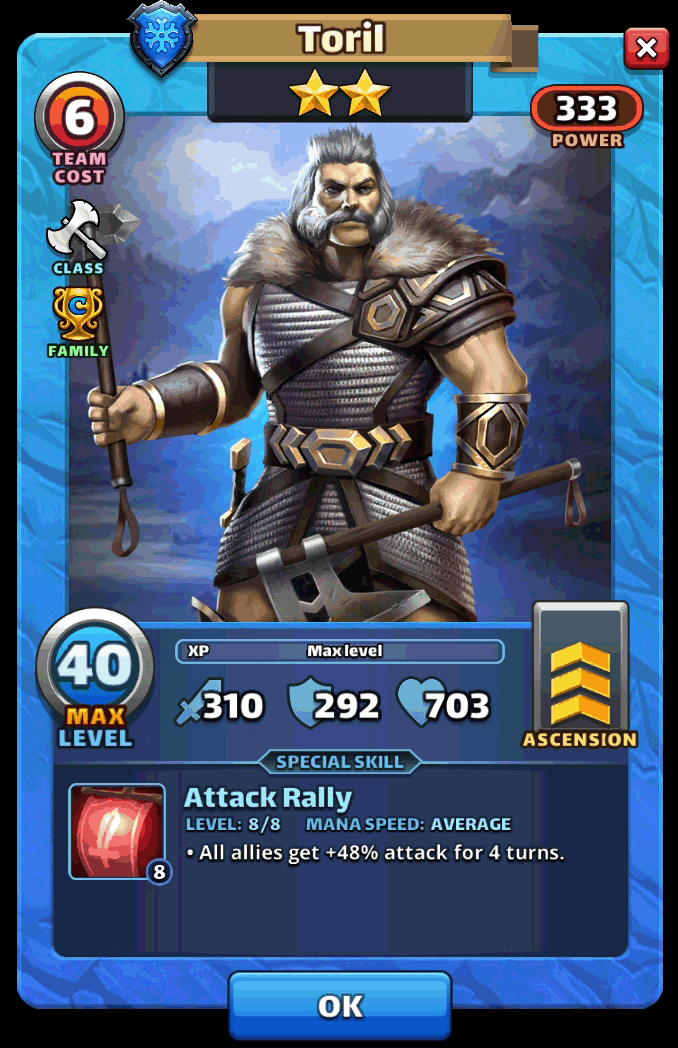 Toril
6
TEAM
COST
333
POWER
CLASS
C
FAMILY
40
MAX
LEVEL
XP Max level
310 292 703
ASCENSION
SPECIAL SKILL
Attack Rally
LEVEL: 8/8 MANA SPEED: AVERAGE
• All allies get +48% attack for 4 turns.
8
OK